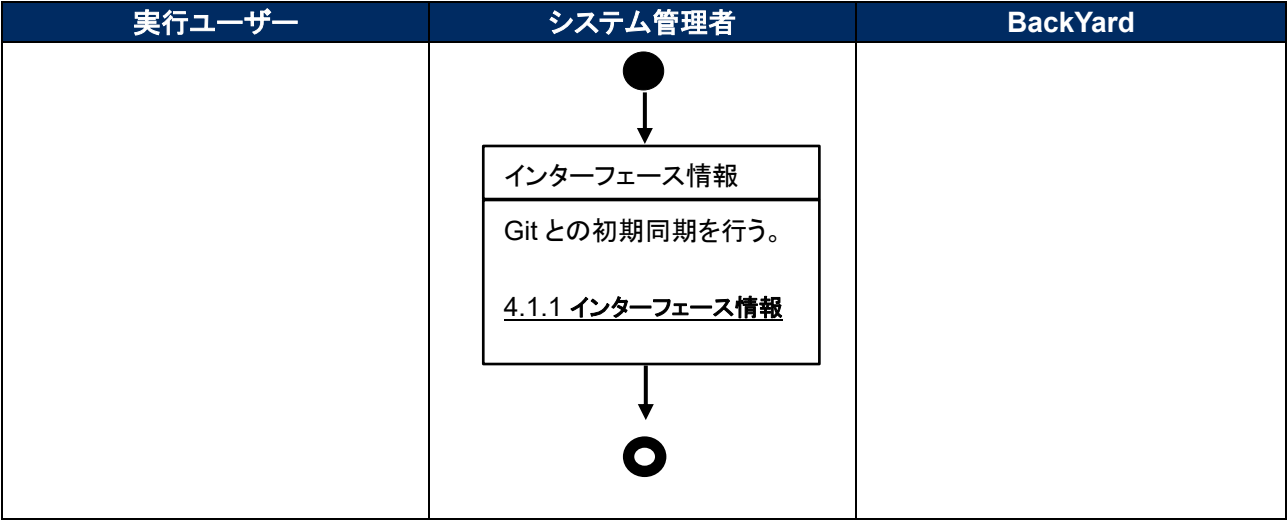 実行ユーザー
システム管理者
BackYard
インターフェース情報
Git との初期同期を行う。
4.1.1 インターフェース情報